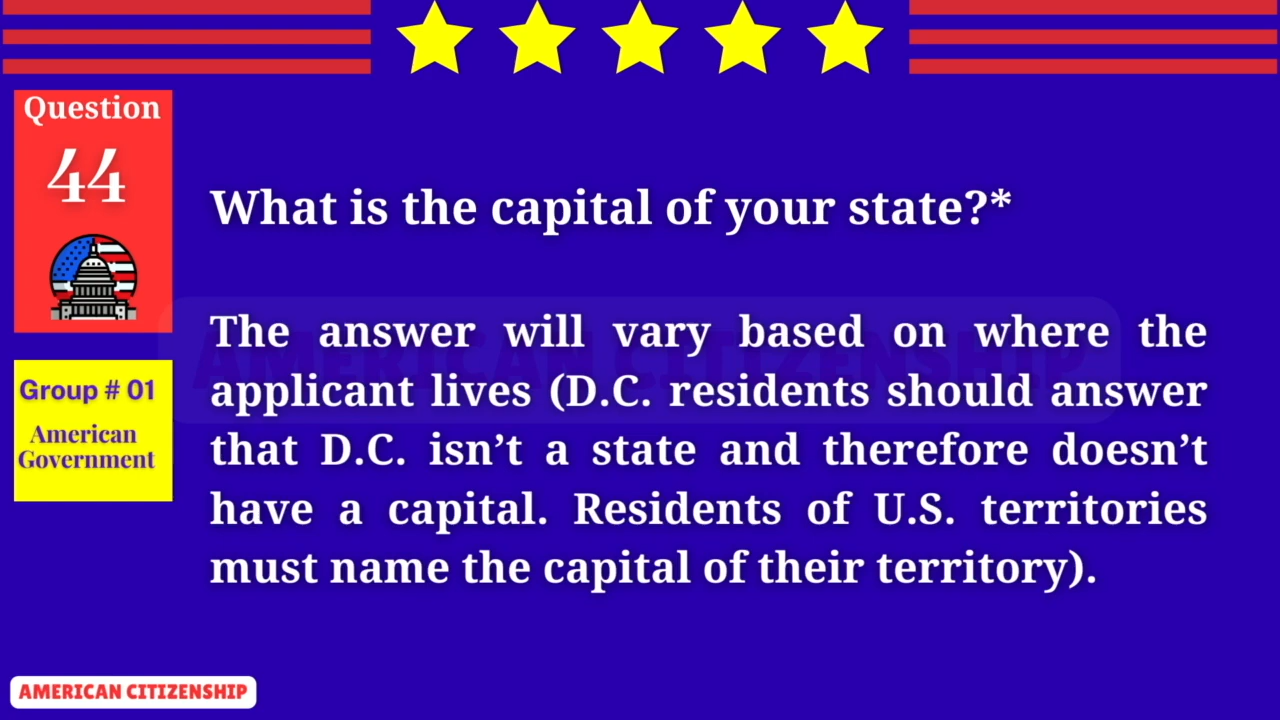 Question
44
What is the capital of your state?*
The answer will vary based on where the
applicant lives (D.C. residents should answer
that D.C. isn’t a state and therefore doesn’t
have a capital. Residents of U.S. territories
must name the capital of their territory).
Group # 01
American
Government
AMERICAN CITIZENSHIP
AMERICAN CITIZENSHIP